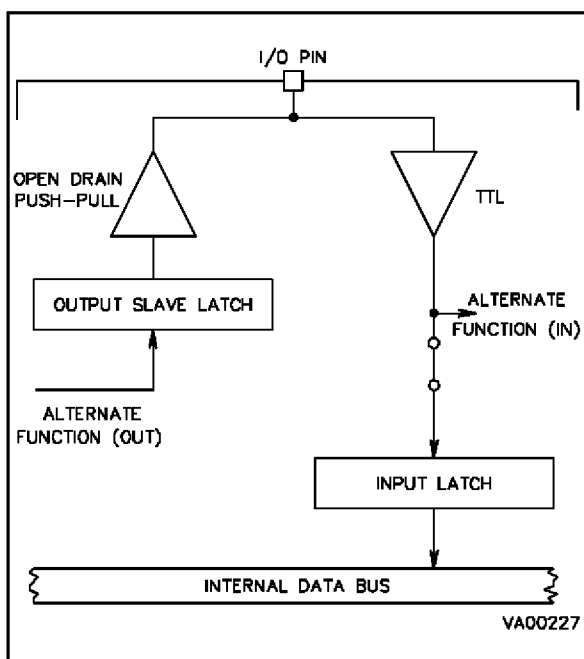 I/O PIN
OPEN DRAIN
PUSH-PULL
TTL
OUTPUT SLAVE LATCH
ALTERNATE
FUNCTION (IN)
ALTERNATE
FUNCTION (OUT)
INPUT LATCH
INTERNAL DATA BUS
VA00227